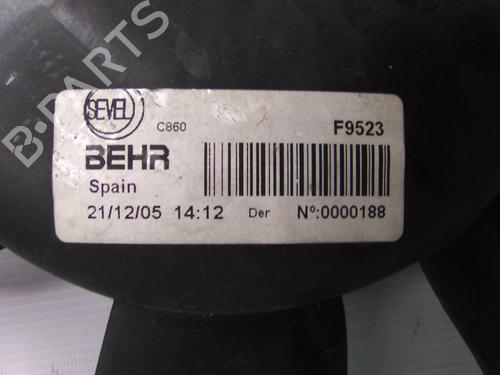 B-PARTS
SEVEL
C860
F9523
BEHR
Spain
21/12/05 14:12 Der Nº:0000188